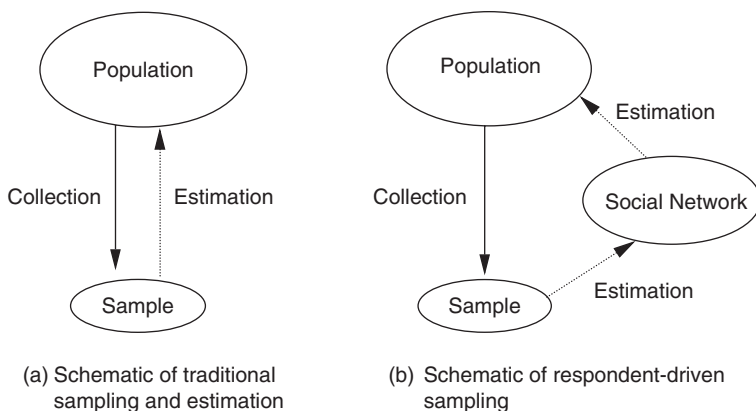 Population
Collection
Estimation
Sample
(a) Schematic of traditional
sampling and estimation
Population
Estimation
Social Network
Collection
Estimation
Sample
(b) Schematic of respondent-driven
sampling